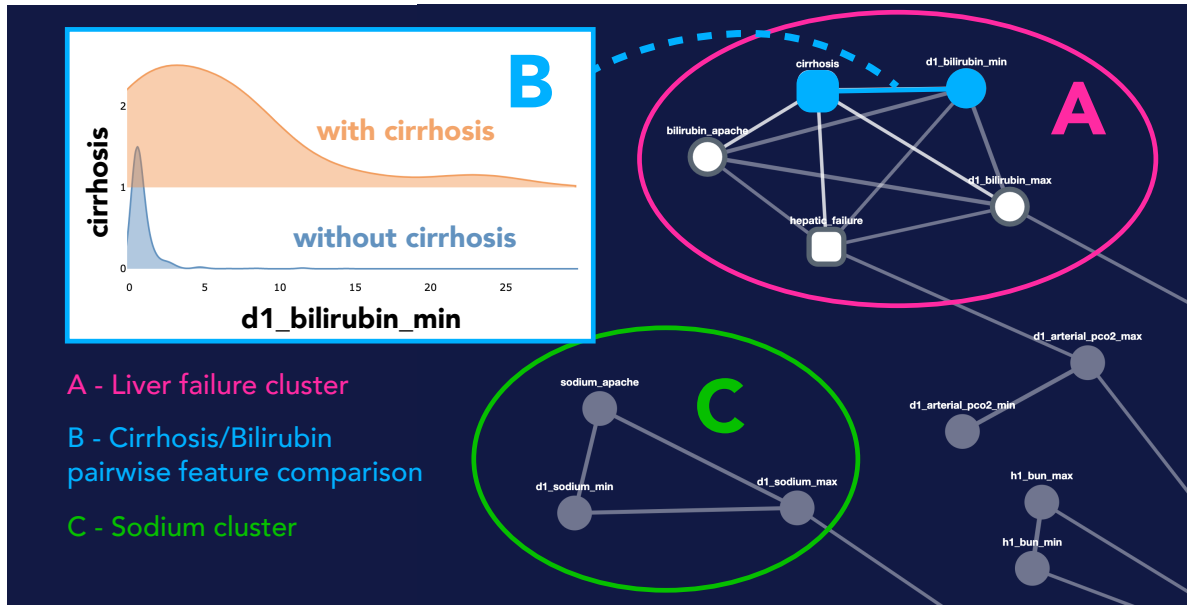 B
cirrhosis
2
1
0
with cirrhosis
without cirrhosis
0
5
10
15
20
25
d1_bilirubin_min
A
cirrhosis
d1_bilirubin_min
bilirubin_apache
d1_bilirubin_max
hepatic_failure
A - Liver failure cluster
B - Cirrhosis/Bilirubin
pairwise feature comparison
C - Sodium cluster
C
sodium_apache
d1_sodium_min
d1_sodium_max
d1_arterial_pco2_max
d1_arterial_pco2_min
h1_bun_max
h1_bun_min